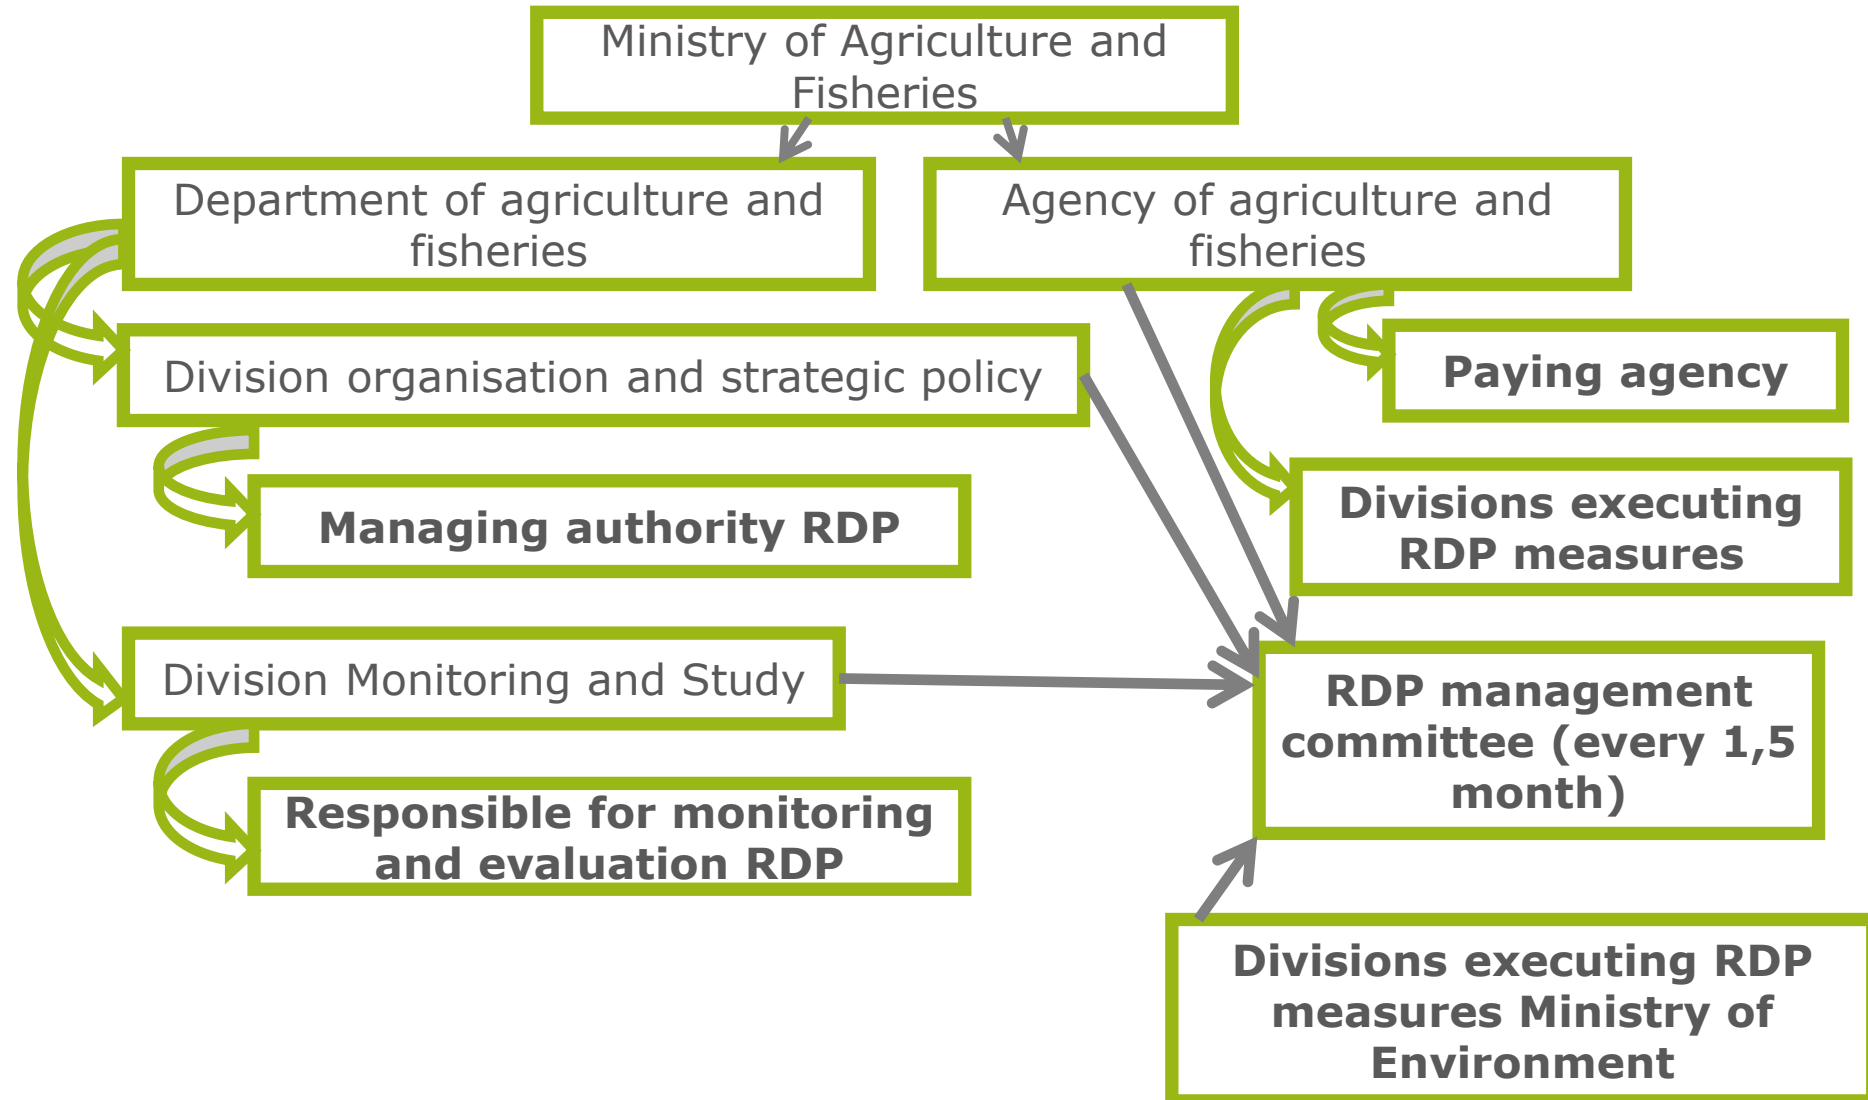 Ministry of Agriculture and
Fisheries
Department of agriculture and
fisheries
Agency of agriculture and
fisheries
Division organisation and strategic policy
Paying agency
Managing authority RDP
Divisions executing
RDP measures
Division Monitoring and Study
RDP management
committee (every 1,5
month)
Responsible for monitoring
and evaluation RDP
Divisions executing RDP
measures Ministry of
Environment